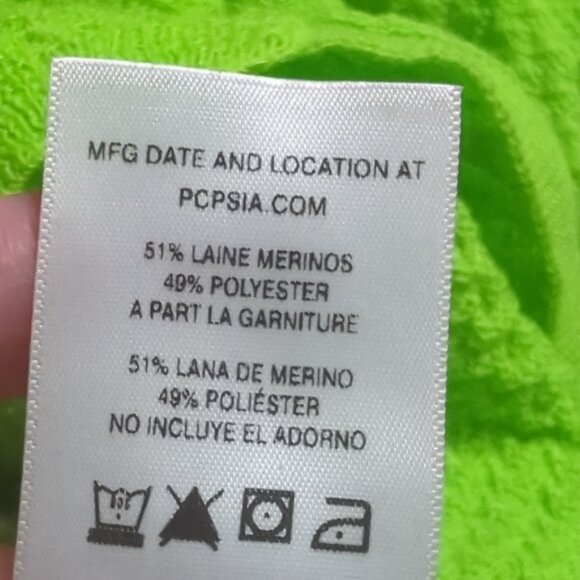 MFG DATE AND LOCATION AT
PCPSIA.COM
51% LAINE MERINOS
49% POLYESTER
A PART LA GARNITURE
51% LANA DE MERINO
49% POLIÉSTER
NO INCLUYE EL ADORNO